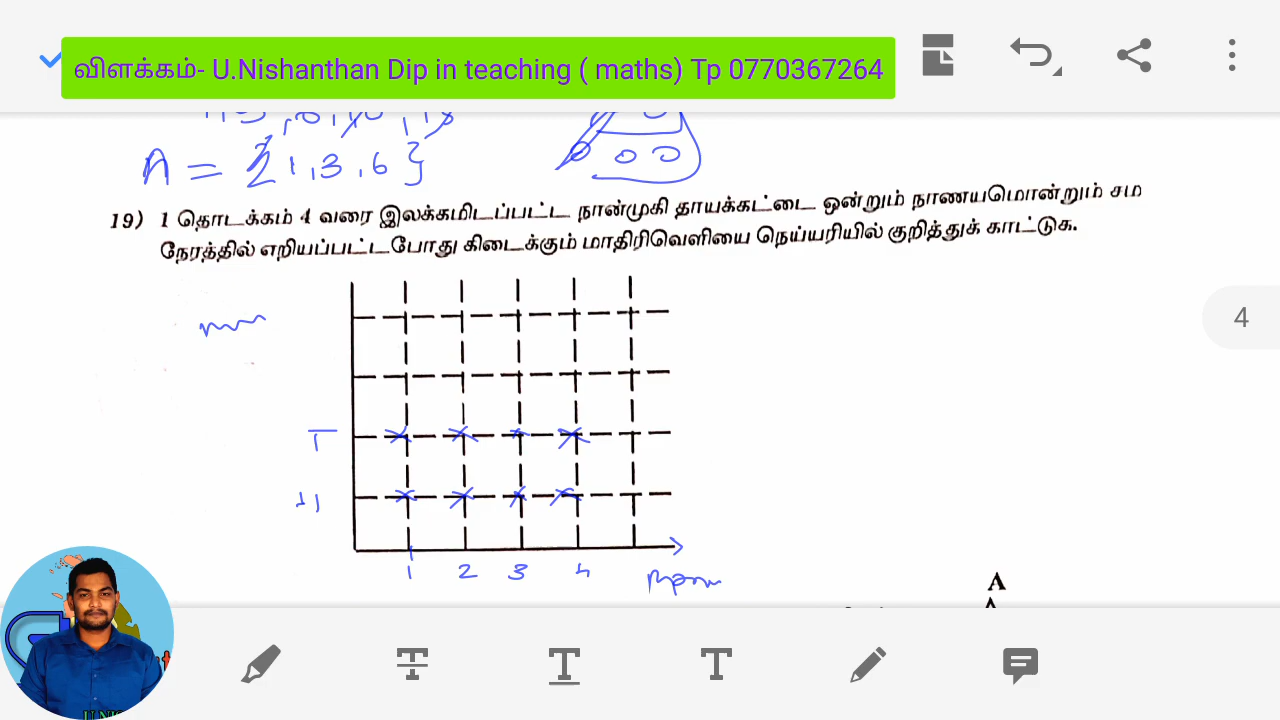 விளக்கம்- U.Nishanthan Dip in teaching ( maths) Tp 0770367264
A = {1,3,6}
19) 1 தொடக்கம் 4 வரை இலக்கமிடப்பட்ட நான்முகி தாயக்கட்டை ஒன்றும் நாணயமொன்றும் சம
நேரத்தில் எறியப்பட்டபோது கிடைக்கும் மாதிரிவெளியை நெய்யரியில் குறித்துக் காட்டுக.
4
T
H
1 2 3 4
A